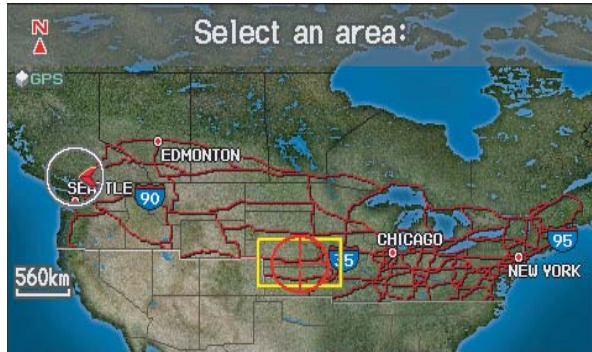 N
Select an area:
GPS
EDMONTON
SEATTLE
90
CHICAGO
35
95
NEW YORK
560km